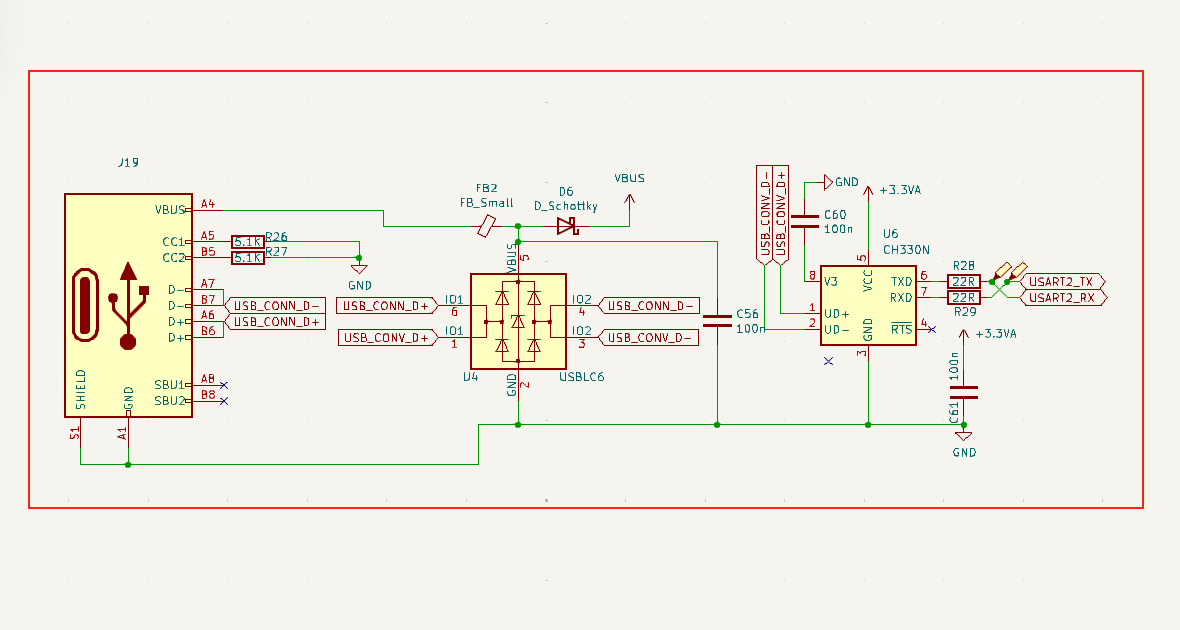 J19
VBUS
A4
CC1
A5
5.1K
R26
CC2
B5
5.1K
R27
GND
D-
A7
D-
B7
USB_CONN_D-
D+
A6
USB_CONN_D+
D+
B6
SBU1
A8
SBU2
B8
SHIELD
GND
S1
A1
FB2
FB_Small
D6
D_Schottky
VBUS
VBUS
5
USB_CONN_D+
IO1
6
IO2
4
USB_CONN_D-
USB_CONV_D+
IO1
1
IO2
3
USB_CONV_D-
U4
USBLC6
GND
2
C56
100n
USB_CONV_D-
USB_CONV_D+
GND
C60
100n
+3.3VA
U6
CH330N
5
VCC
8
V3
TXD
6
R28
22R
USART2_TX
RXD
7
22R
R29
USART2_RX
1
UD+
2
UD-
GND
3
RTS
4
+3.3VA
100n
C61
GND